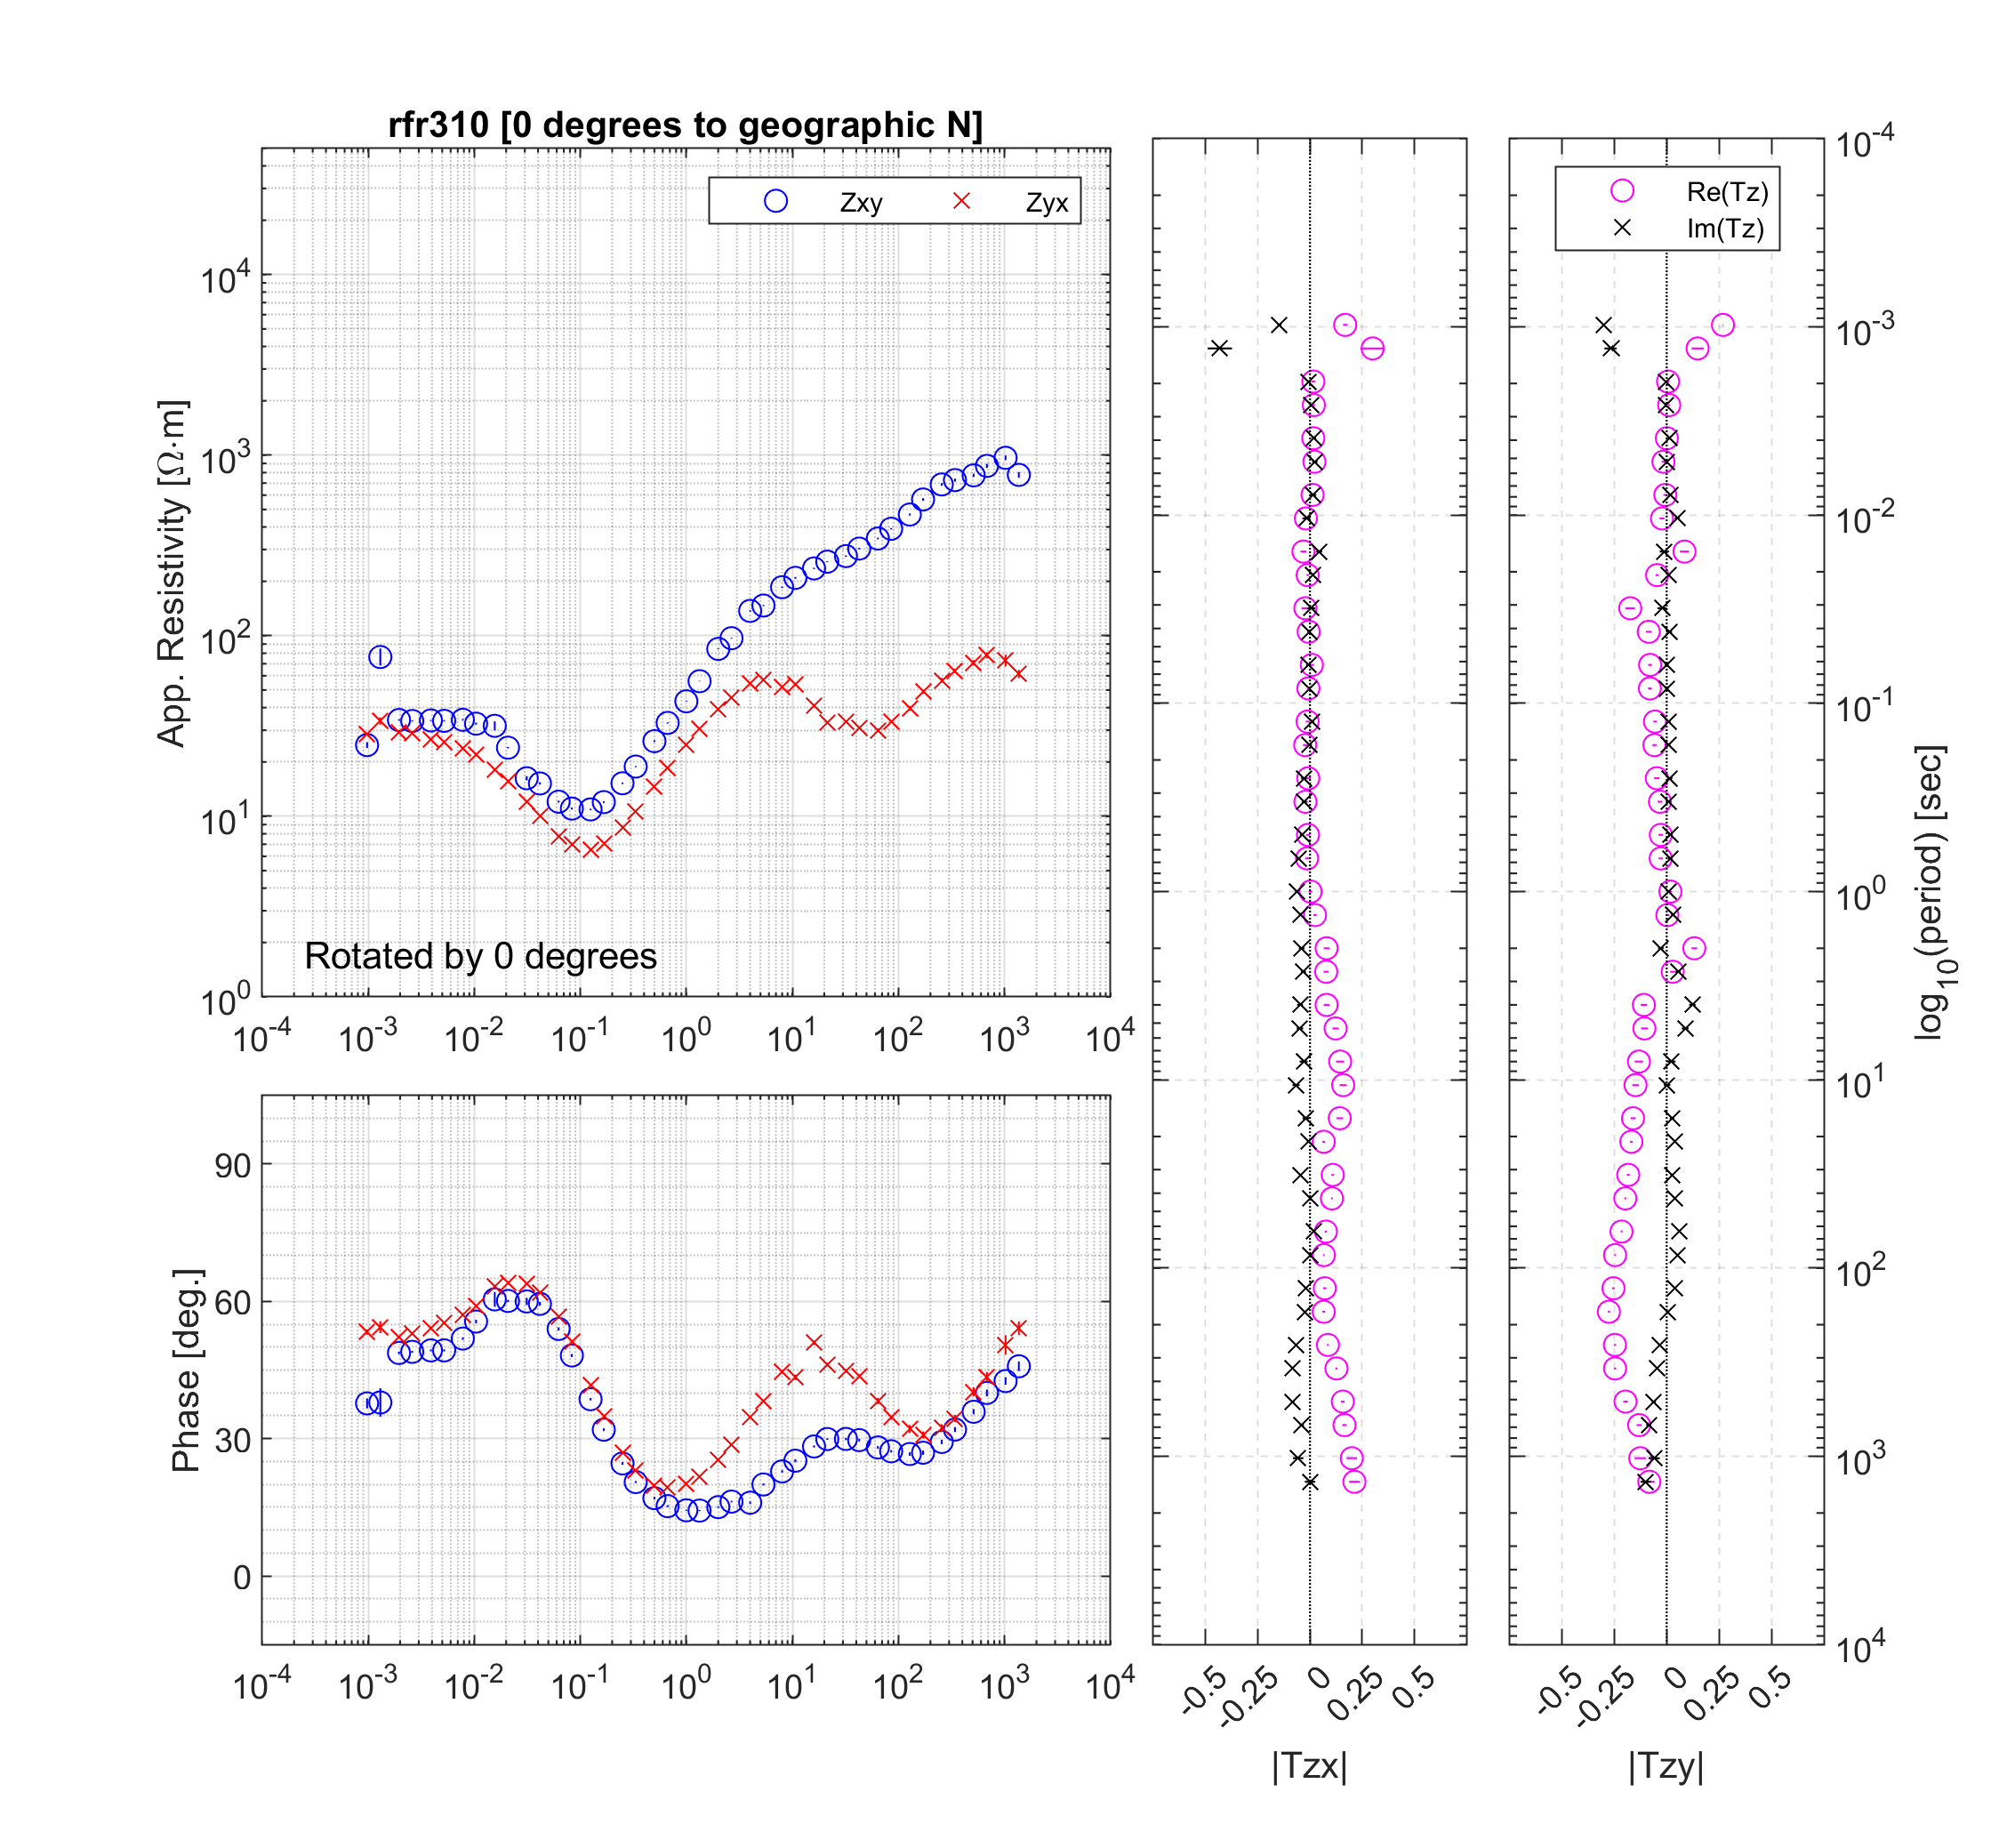 rfr310 [0 degrees to geographic N]
Zxy Zyx
App. Resistivity [Ω·m]
10^4
10^3
10^2
10^1
10^0
Rotated by 0 degrees
10^-4 10^-3 10^-2 10^-1 10^0 10^1 10^2 10^3 10^4
Phase [deg.]
90
60
30
0
10^-4 10^-3 10^-2 10^-1 10^0 10^1 10^2 10^3 10^4
-0.5 -0.25 0 0.25 0.5
|Tzx|
Re(Tz)
Im(Tz)
-0.5 -0.25 0 0.25 0.5
|Tzy|
10^-4
10^-3
10^-2
10^-1
10^0
10^1
10^2
10^3
10^4
log10(period) [sec]